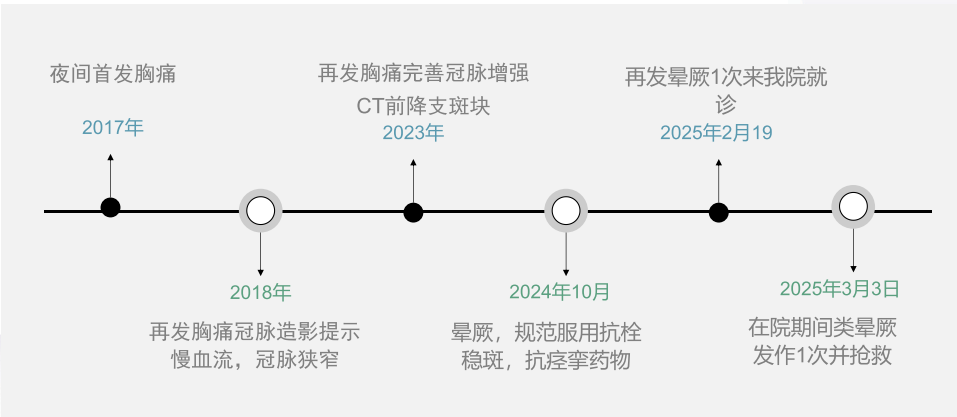 夜间首发胸痛
2017年
再发胸痛完善冠脉增强
CT前降支斑块
2023年
再发晕厥1次来我院就
诊
2025年2月19
2018年
再发胸痛冠脉造影提示
慢血流，冠脉狭窄
2024年10月
晕厥，规范服用抗栓
稳斑，抗痉挛药物
2025年3月3日
在院期间类晕厥
发作1次并抢救